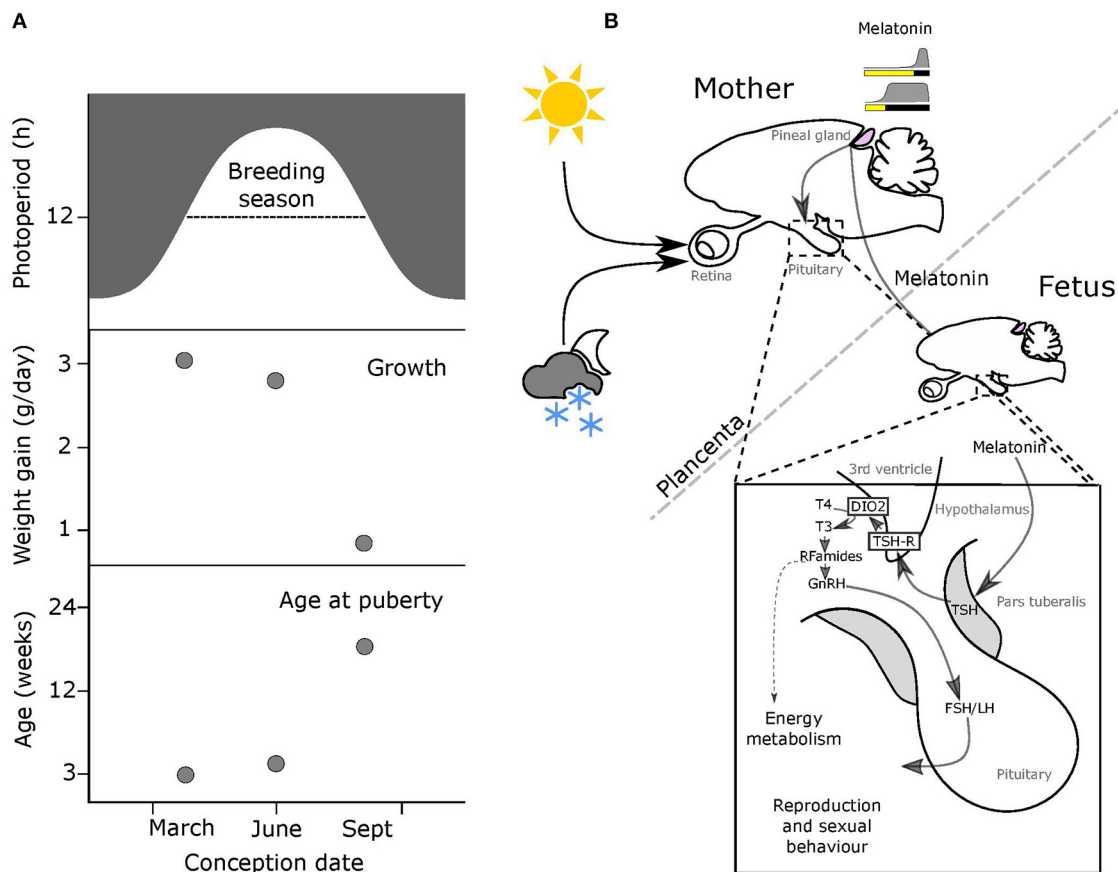 A
Photoperiod (h)
12
Breeding
season
Weight gain (g/day)
3
2
1
Growth
Age (weeks)
24
12
3
Age at puberty
March
June
Sept
Conception date
B
Melatonin
Mother
Pineal gland
Retina
Pituitary
Melatonin
Fetus
Plancenta
3rd ventricle
Melatonin
T4
DIO2
Hypothalamus
T3
TSH-R
RFamides
GnRH
TSH
Pars tuberalis
FSH/LH
Energy
metabolism
Pituitary
Reproduction
and sexual
behaviour